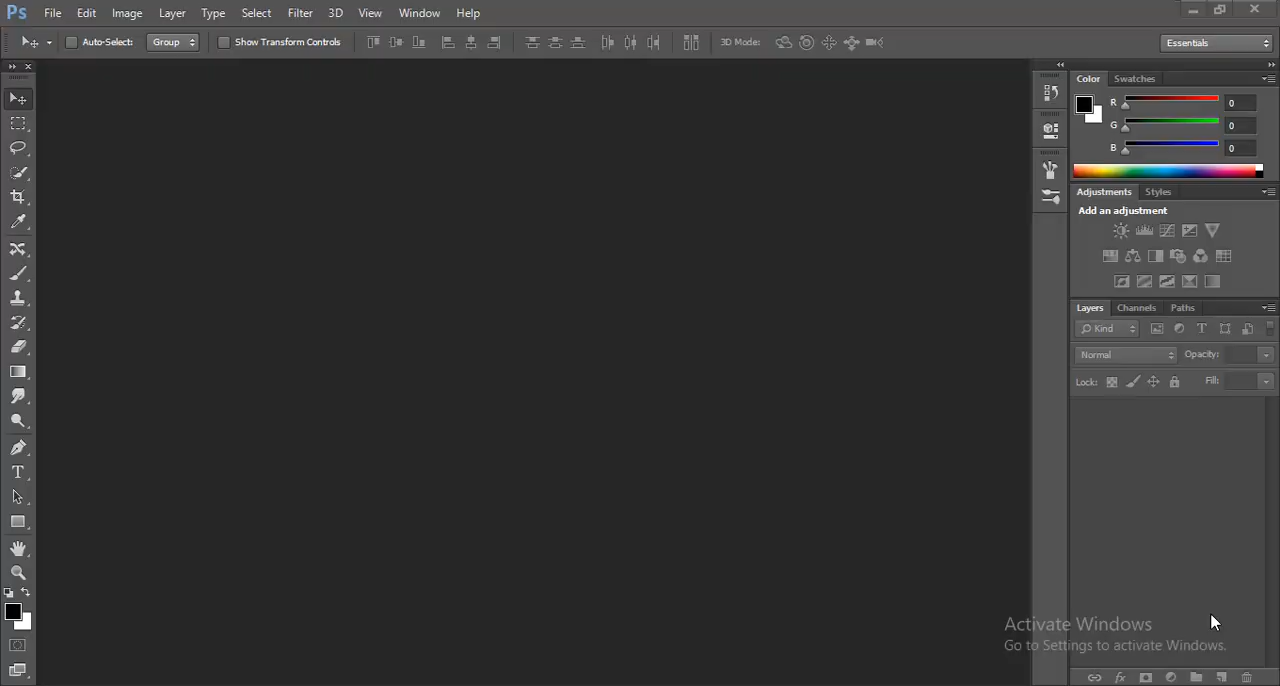 Ps File Edit Image Layer Type Select Filter 3D View Window Help
Auto-Select: Group Show Transform Controls 3D Mode: Essentials
Color Swatches
R 0
G 0
B 0
Adjustments Styles
Add an adjustment
Layers Channels Paths
Kind
Normal Opacity:
Lock: Fill:
Activate Windows
Go to Settings to activate Windows.